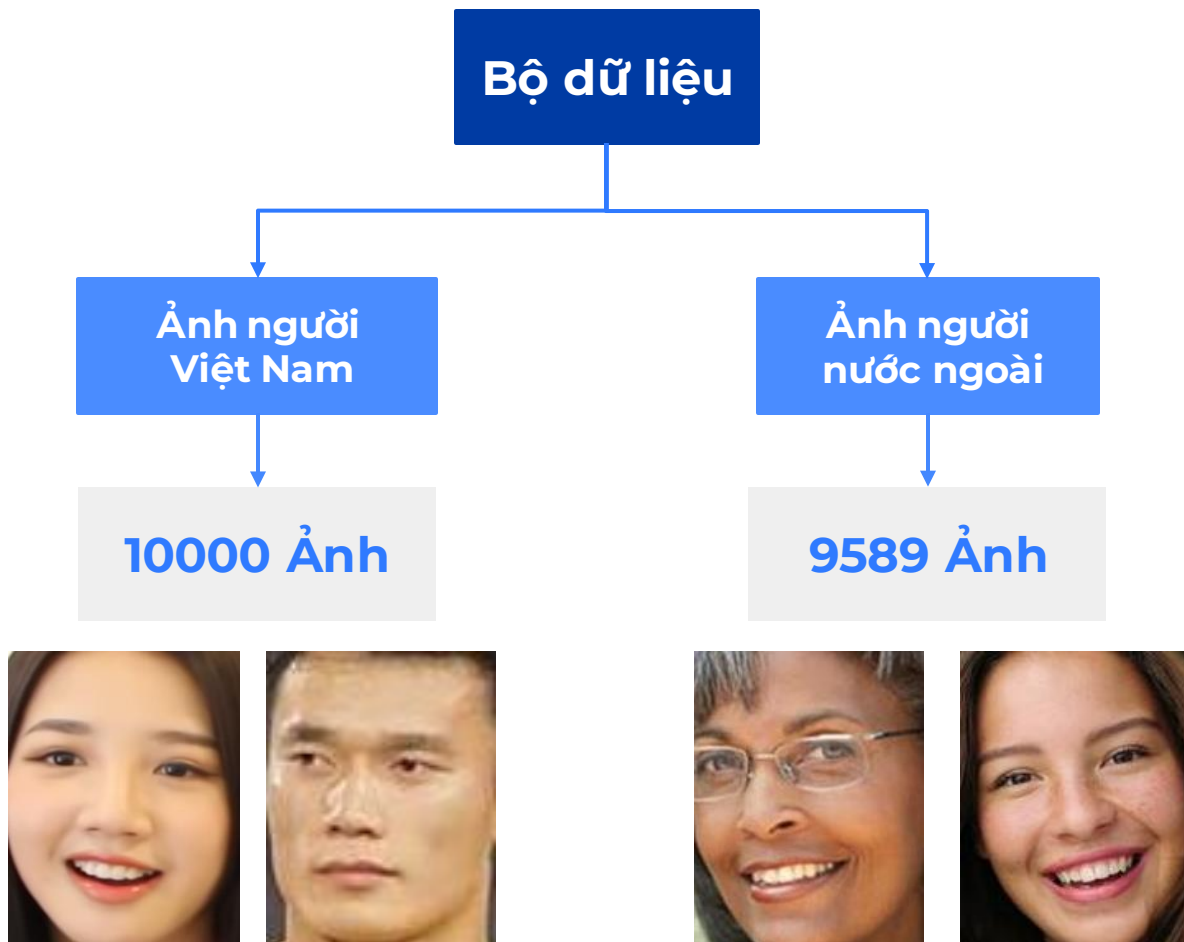 Bộ dữ liệu
Ảnh người
Việt Nam
Ảnh người
nước ngoài
10000 Ảnh
9589 Ảnh